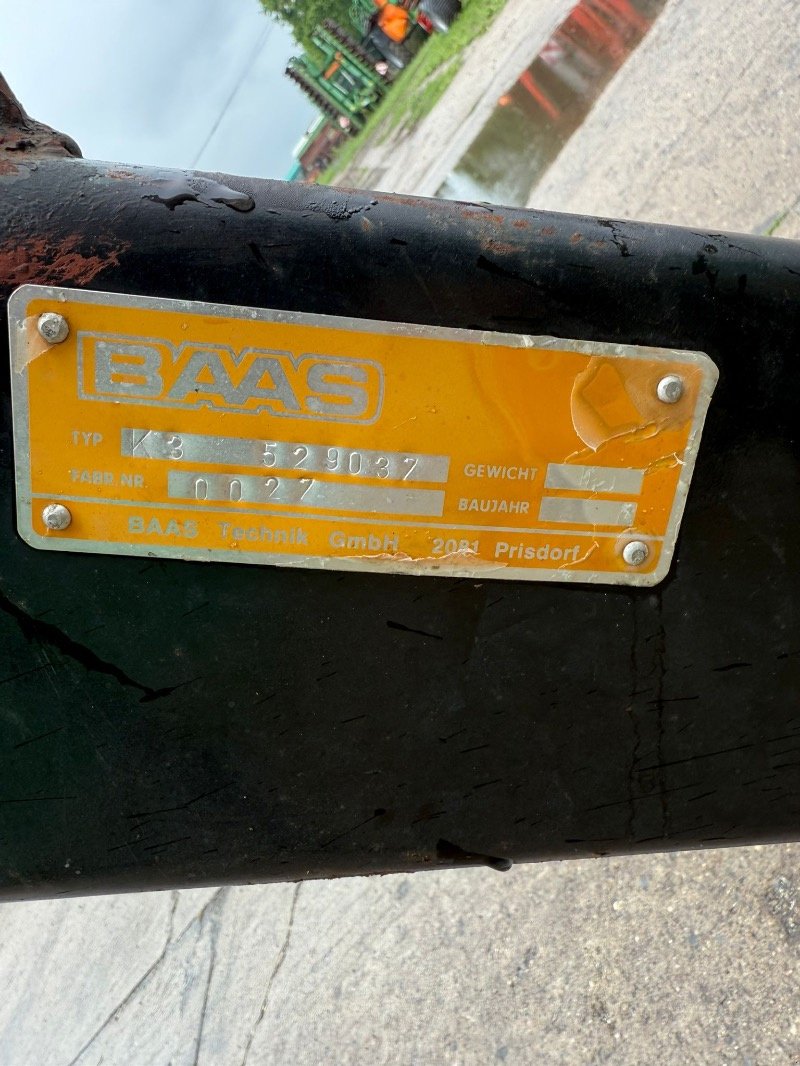 BAAS
TYP K3 529037
FABR. NR. 0027
GEWICHT
BAUJAHR
BAAS Technik GmbH 2081 Prisdorf